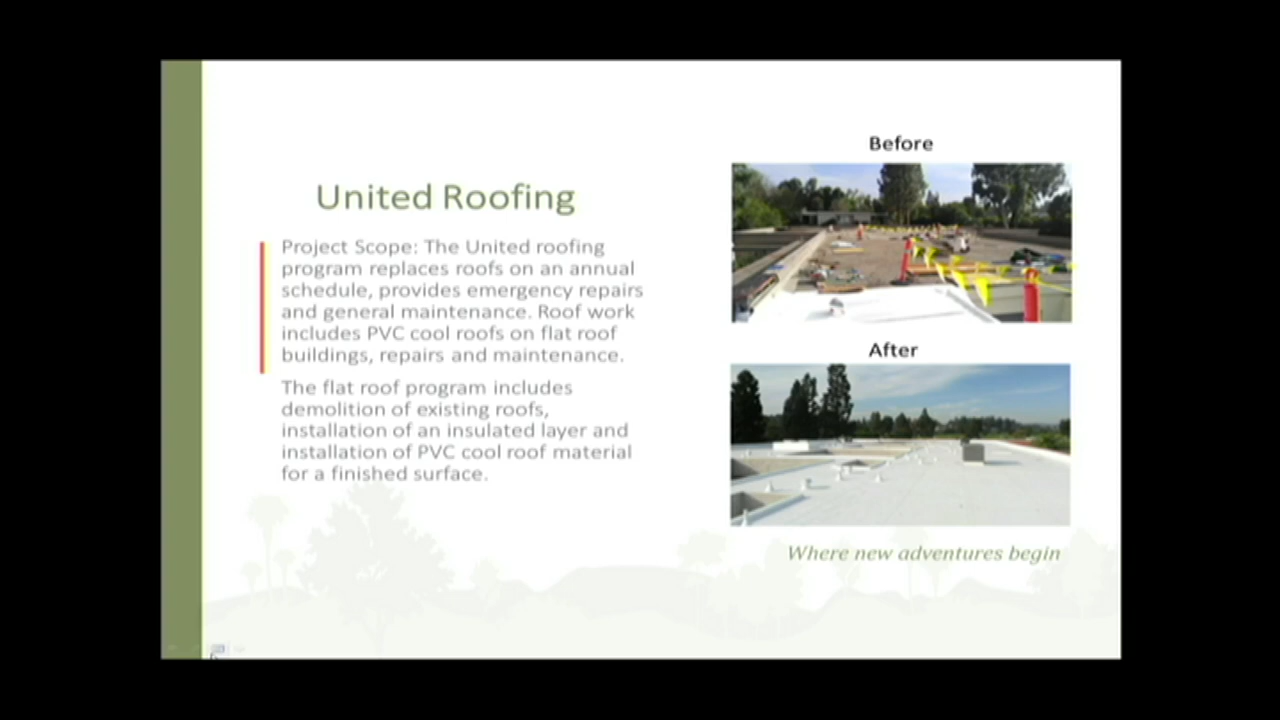 United Roofing
Project Scope: The United roofing
program replaces roofs on an annual
schedule, provides emergency repairs
and general maintenance. Roof work
includes PVC cool roofs on flat roof
buildings, repairs and maintenance.
The flat roof program includes
demolition of existing roofs,
installation of an insulated layer and
installation of PVC cool roof material
for a finished surface.
Before
After
Where new adventures begin